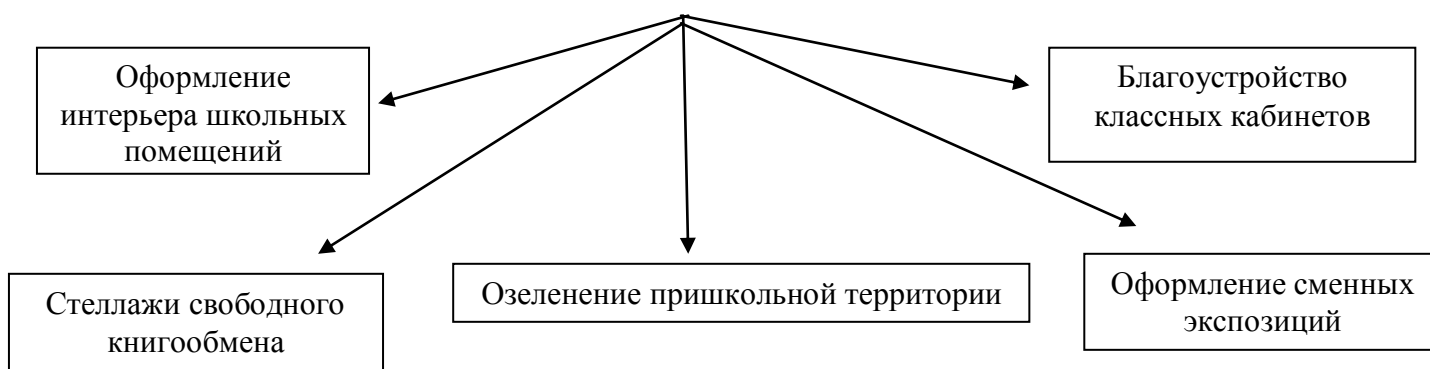 Оформление
интерьера школьных
помещений
Благоустройство
классных кабинетов
Стеллажи свободного
книгообмена
Озеленение пришкольной территории
Оформление сменных
экспозиций